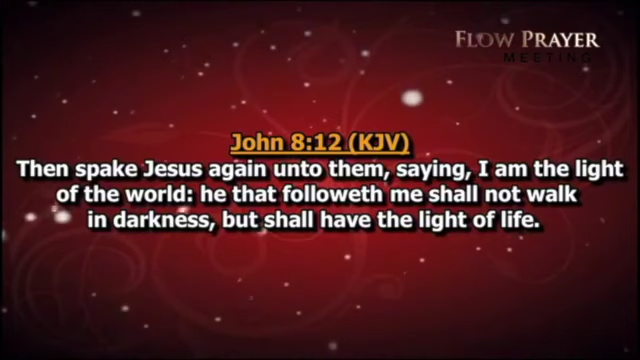 FLOW PRAYER
MEETING
John 8:12 (KJV)
Then spake Jesus again unto them, saying, I am the light
of the world: he that followeth me shall not walk
in darkness, but shall have the light of life.